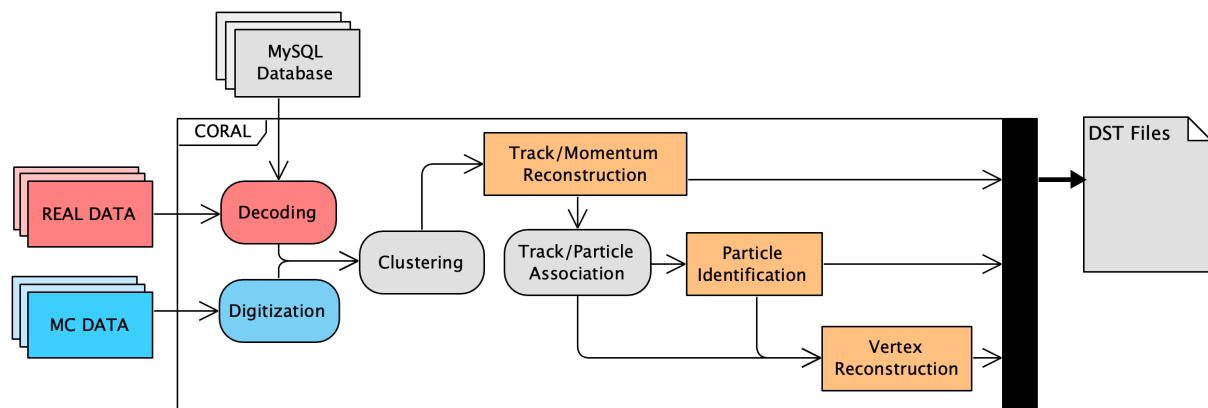 MySQL
Database
CORAL
DST Files
Track/Momentum
Reconstruction
REAL DATA
Decoding
Track/Particle
Association
Particle
Identification
Clustering
MC DATA
Digitization
Vertex
Reconstruction